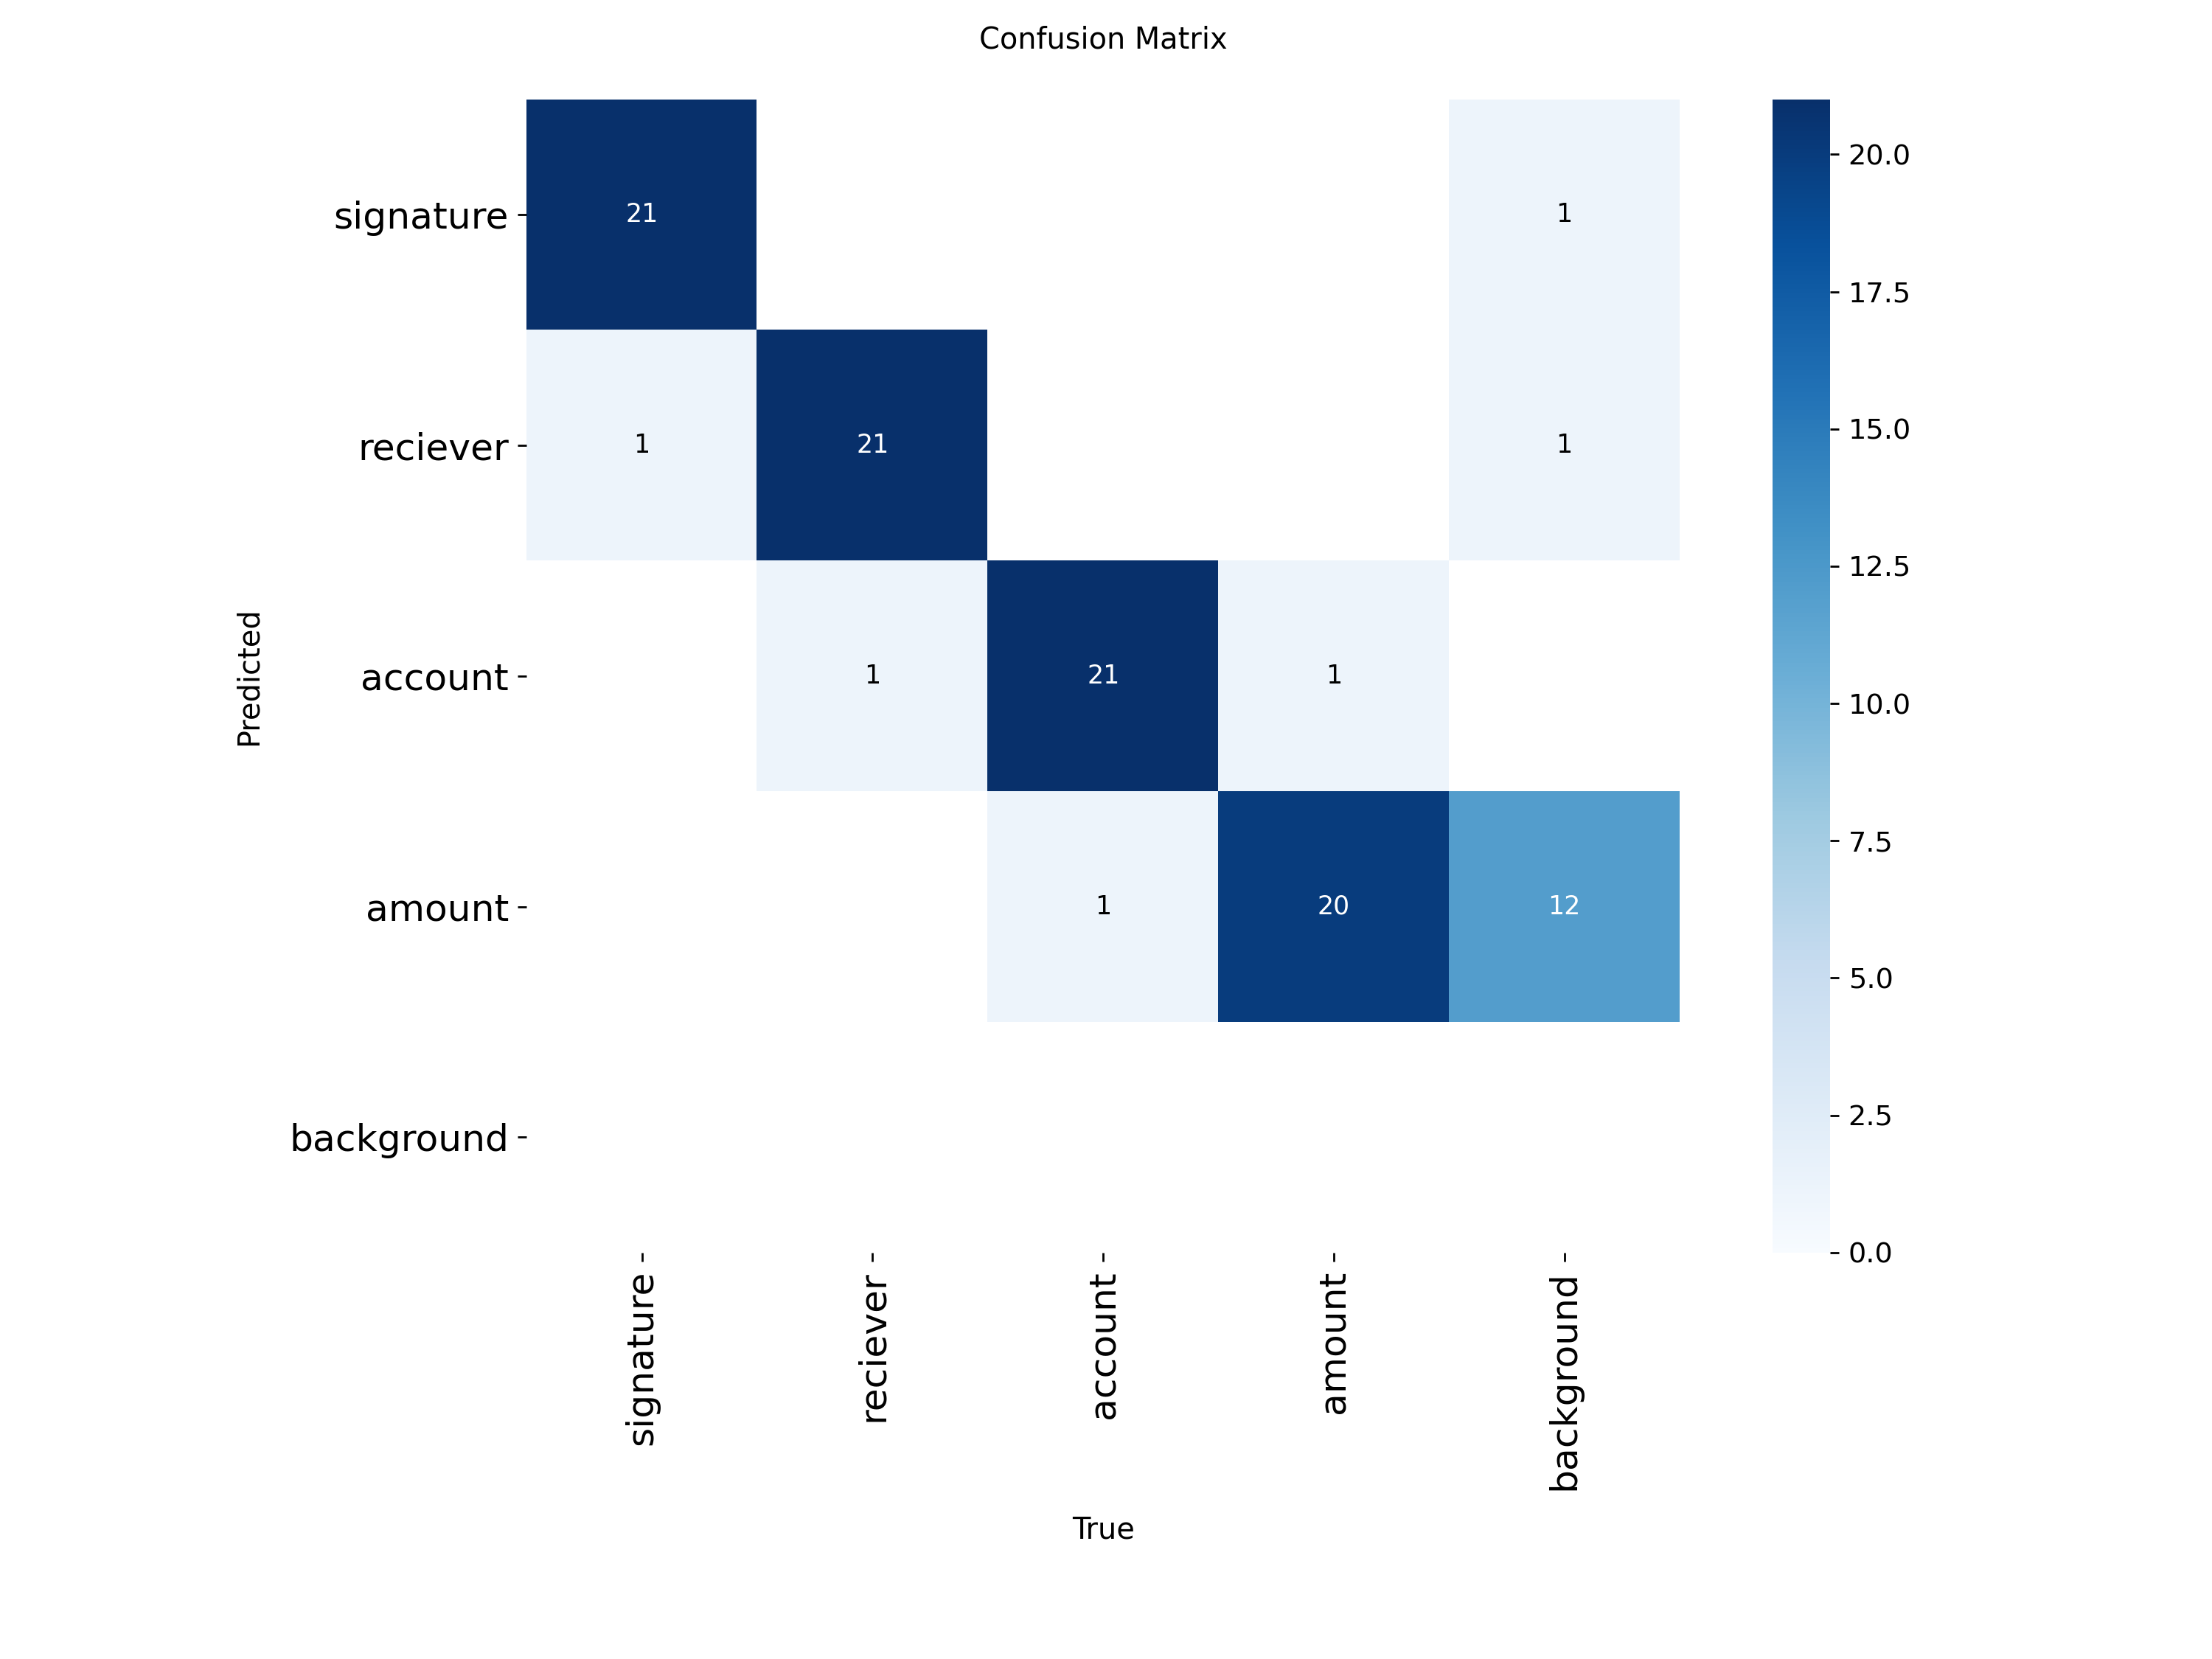 Confusion Matrix
signature
21
1
reciever
1
21
1
account
1
21
1
amount
1
20
12
background
Predicted
signature
reciever
account
amount
background
True
20.0
17.5
15.0
12.5
10.0
7.5
5.0
2.5
0.0